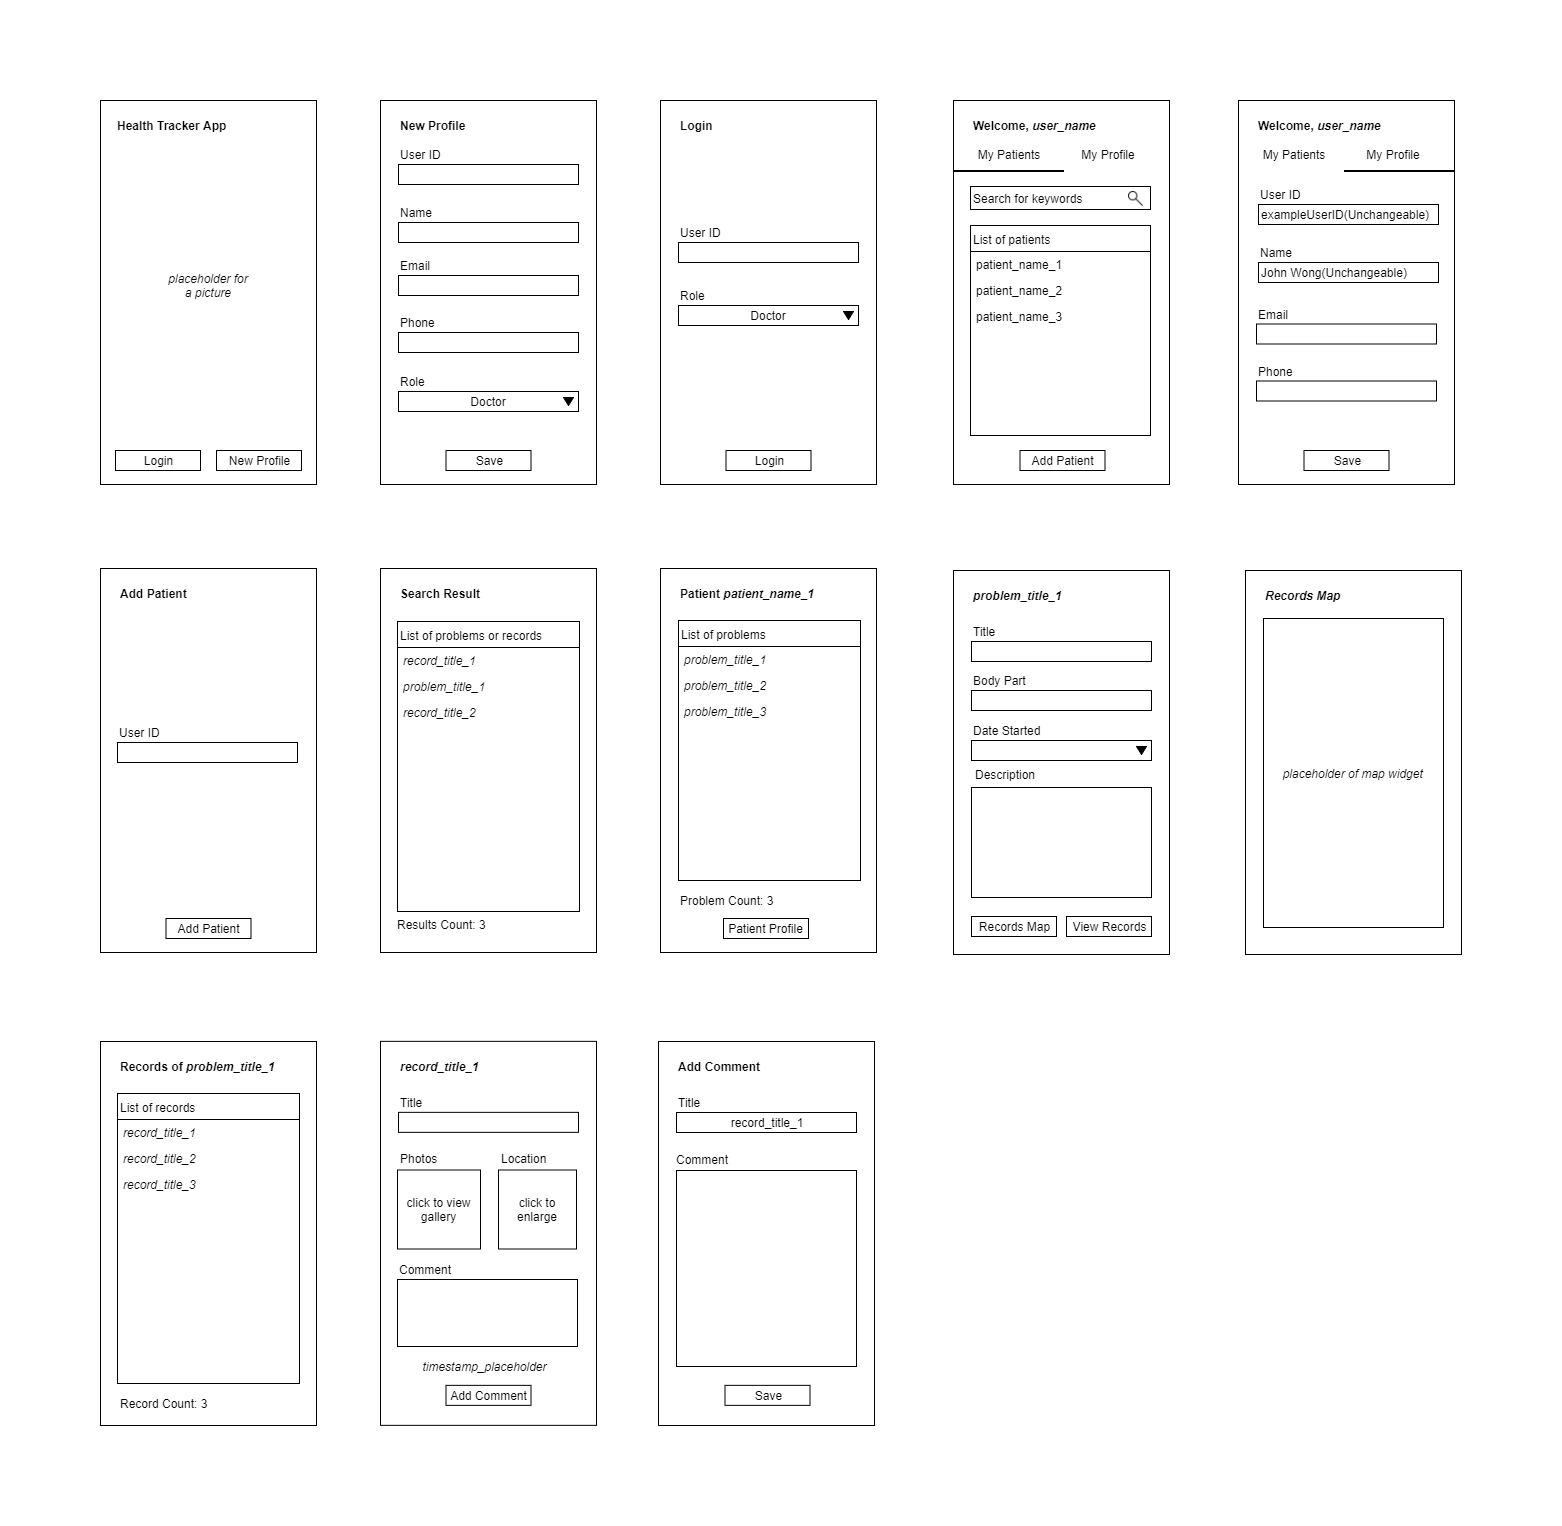 Health Tracker App
placeholder for
a picture
Login
New Profile
New Profile
User ID
Name
Email
Phone
Role
Doctor
Save
Login
User ID
Role
Doctor
Login
Welcome, user_name
My Patients
My Profile
Search for keywords
List of patients
patient_name_1
patient_name_2
patient_name_3
Add Patient
Welcome, user_name
My Patients
My Profile
User ID
exampleUserID(Unchangeable)
Name
John Wong(Unchangeable)
Email
Phone
Save
Add Patient
User ID
Add Patient
Search Result
List of problems or records
record_title_1
problem_title_1
record_title_2
Results Count: 3
Patient patient_name_1
List of problems
problem_title_1
problem_title_2
problem_title_3
Problem Count: 3
Patient Profile
problem_title_1
Title
Body Part
Date Started
Description
Records Map
View Records
Records Map
placeholder of map widget
Records of problem_title_1
List of records
record_title_1
record_title_2
record_title_3
Record Count: 3
record_title_1
Title
Photos
Location
click to view
gallery
click to
enlarge
Comment
timestamp_placeholder
Add Comment
Add Comment
Title
record_title_1
Comment
Save